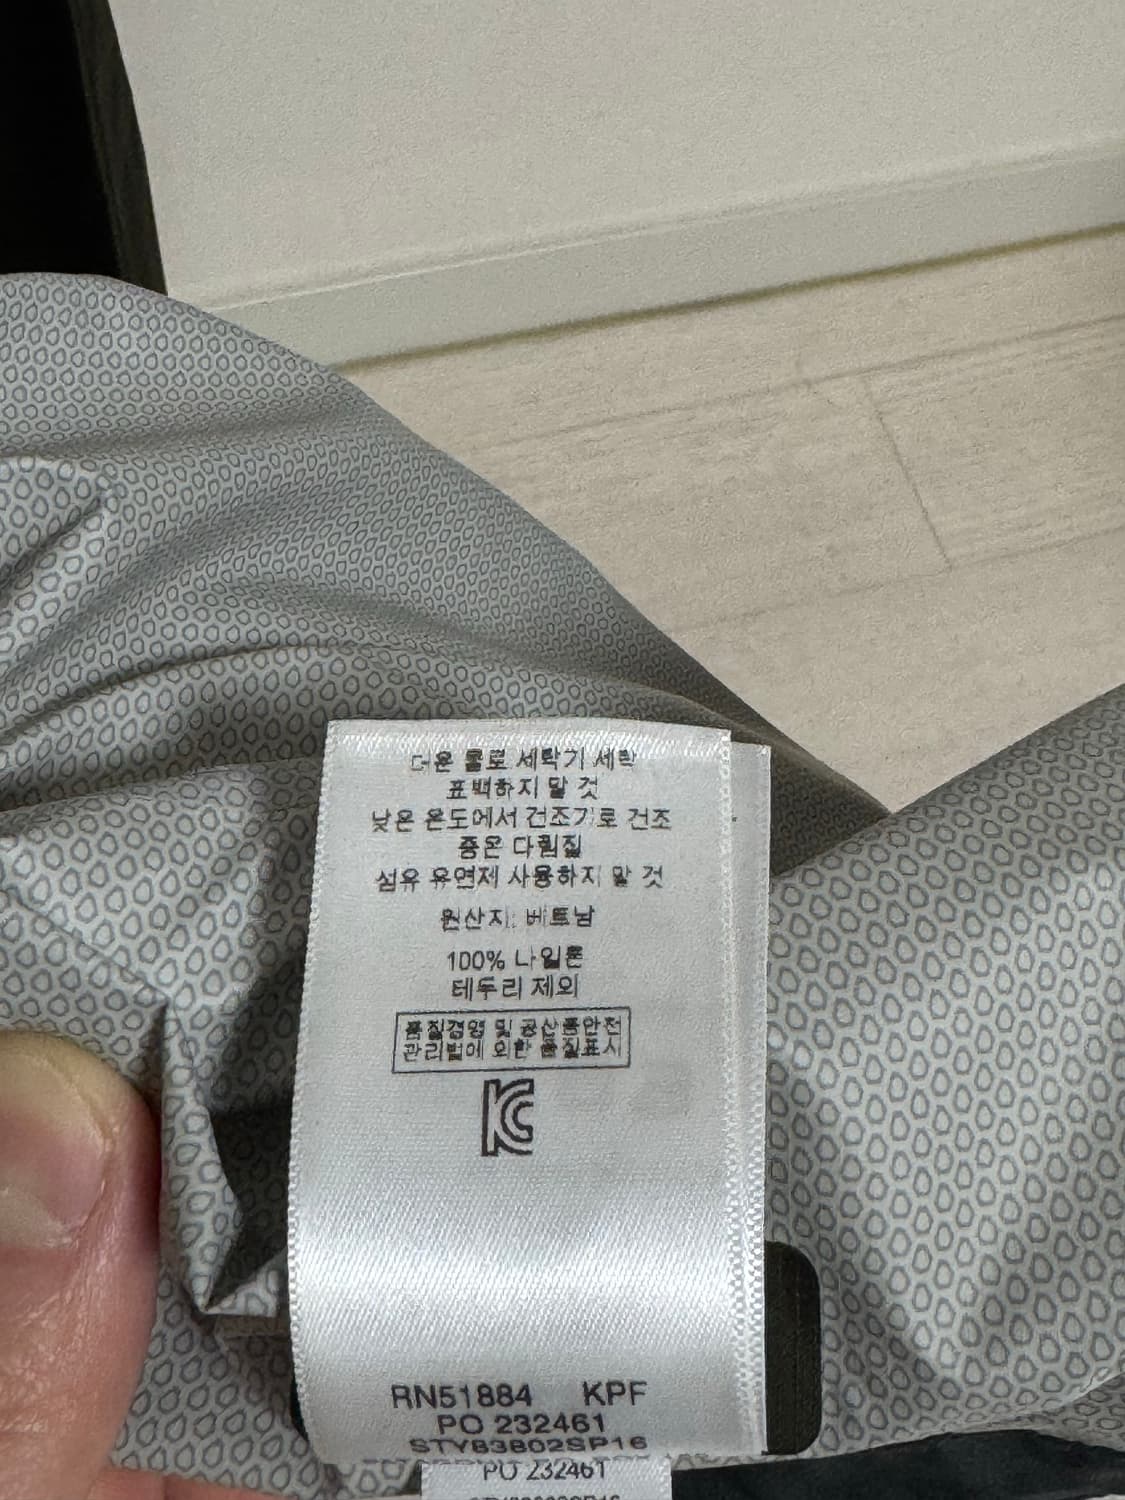 더운 물로 세탁기 세탁
표백하지 말 것
낮은 온도에서 건조기로 건조
중온 다림질
섬유 유연제 사용하지 말 것
원산지: 베트남
100% 나일론
테두리 제외
품질경영 및 공산품안전
관리법에 의한 품질표시
KC
RN51884 KPF
PO 232461
STY83802SP16
PO 232461